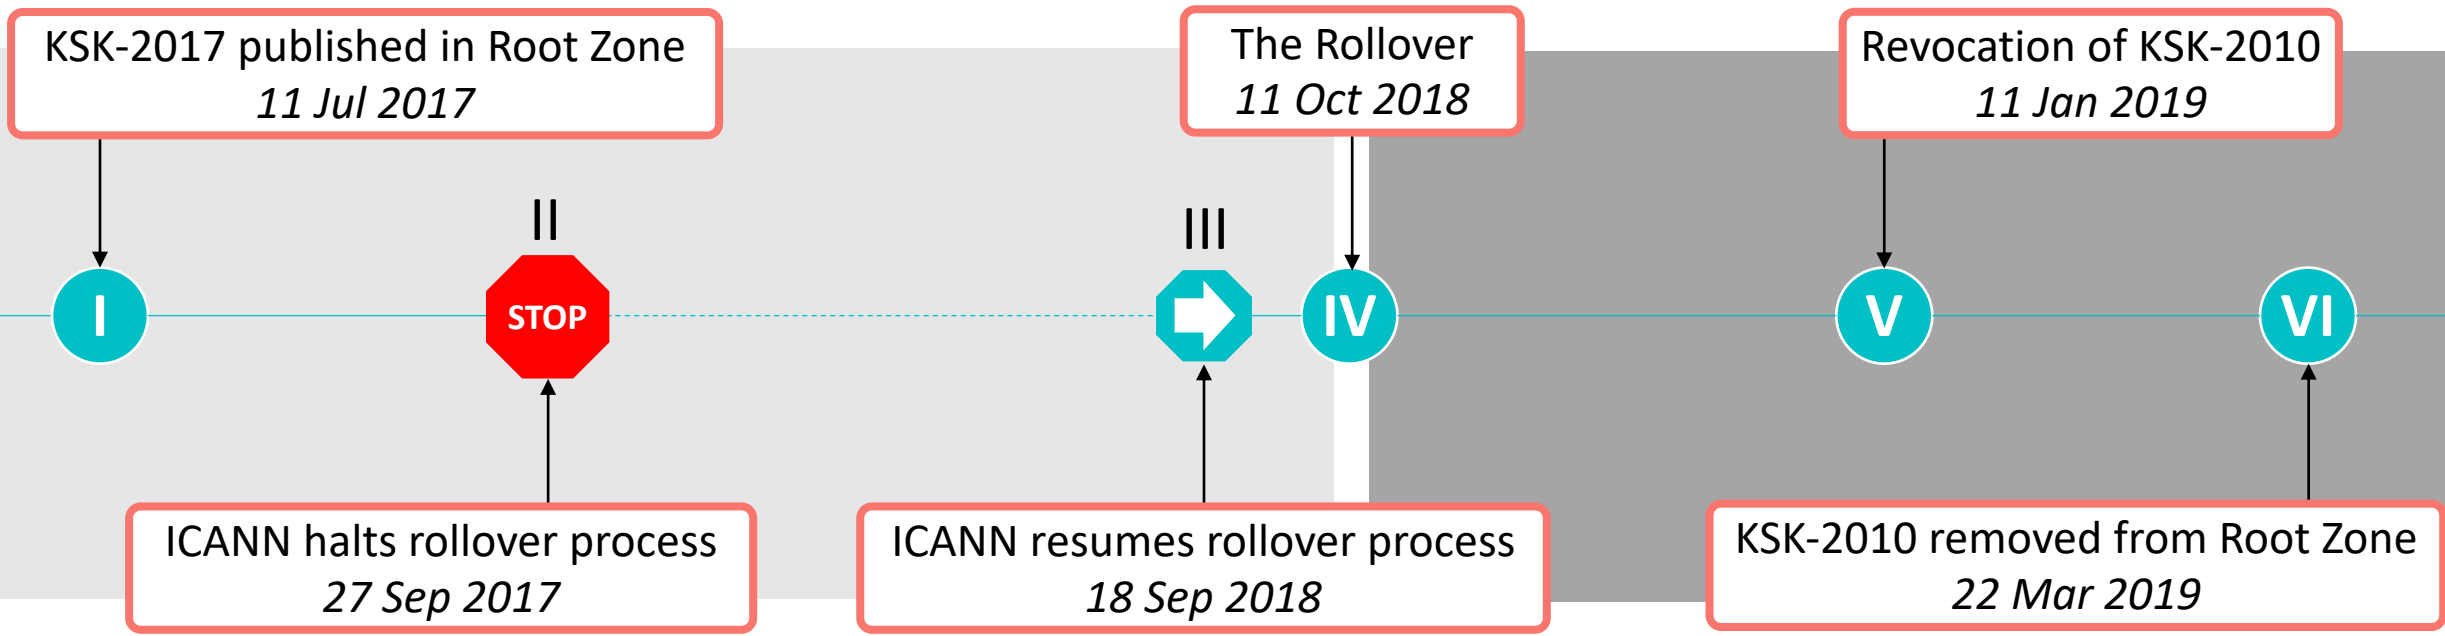 KSK-2017 published in Root Zone
11 Jul 2017
The Rollover
11 Oct 2018
Revocation of KSK-2010
11 Jan 2019
II
III
I
STOP
IV
V
VI
ICANN halts rollover process
27 Sep 2017
ICANN resumes rollover process
18 Sep 2018
KSK-2010 removed from Root Zone
22 Mar 2019